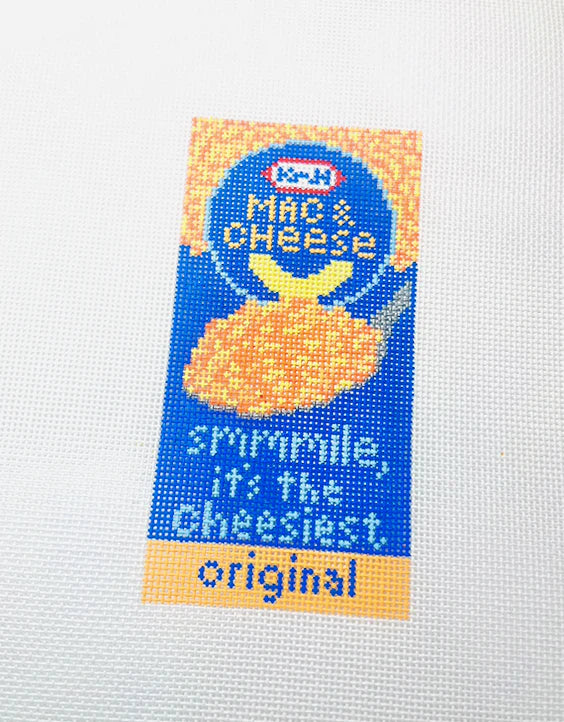 Kraft
MAC &
CHeese
smmmile,
it's the
cheesiest.
original